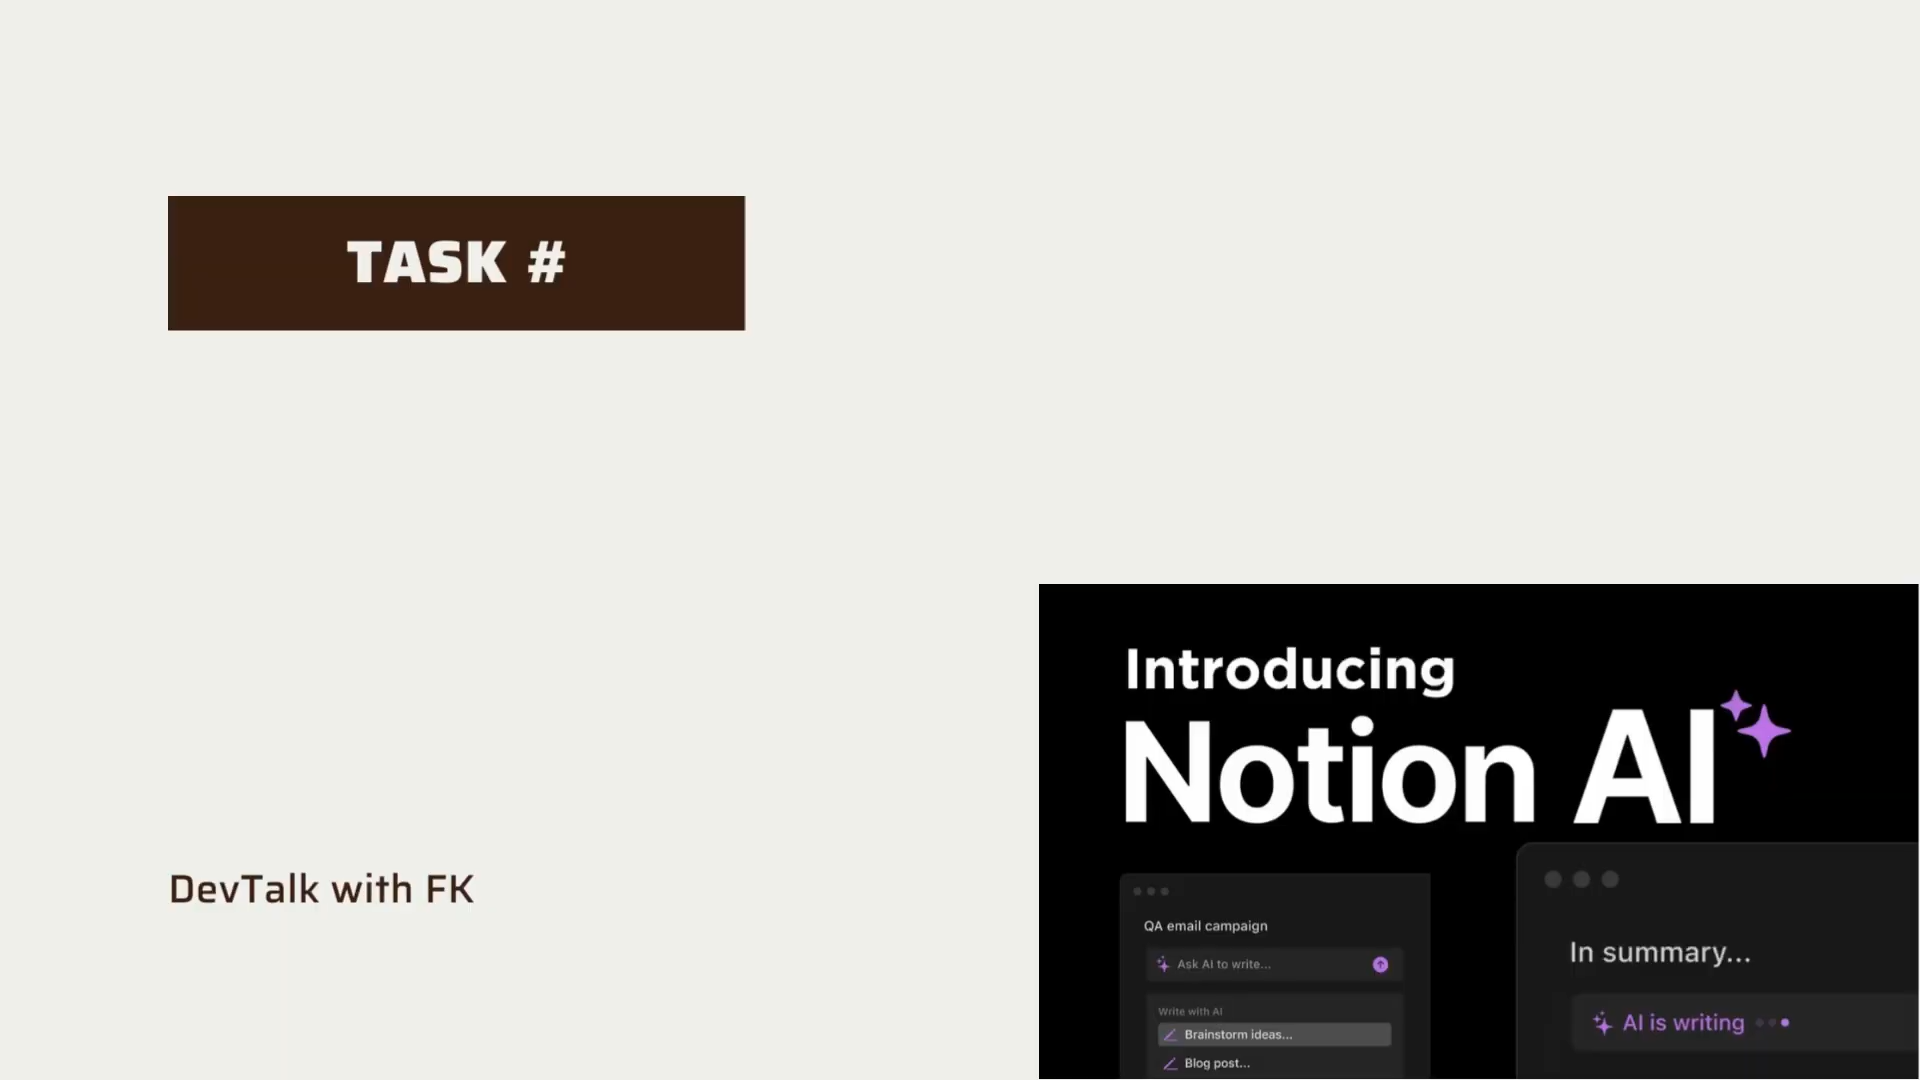 TASK #
DevTalk with FK
Introducing
Notion AI
QA email campaign
Ask AI to write...
Write with AI
Brainstorm ideas...
Blog post...
In summary...
AI is writing